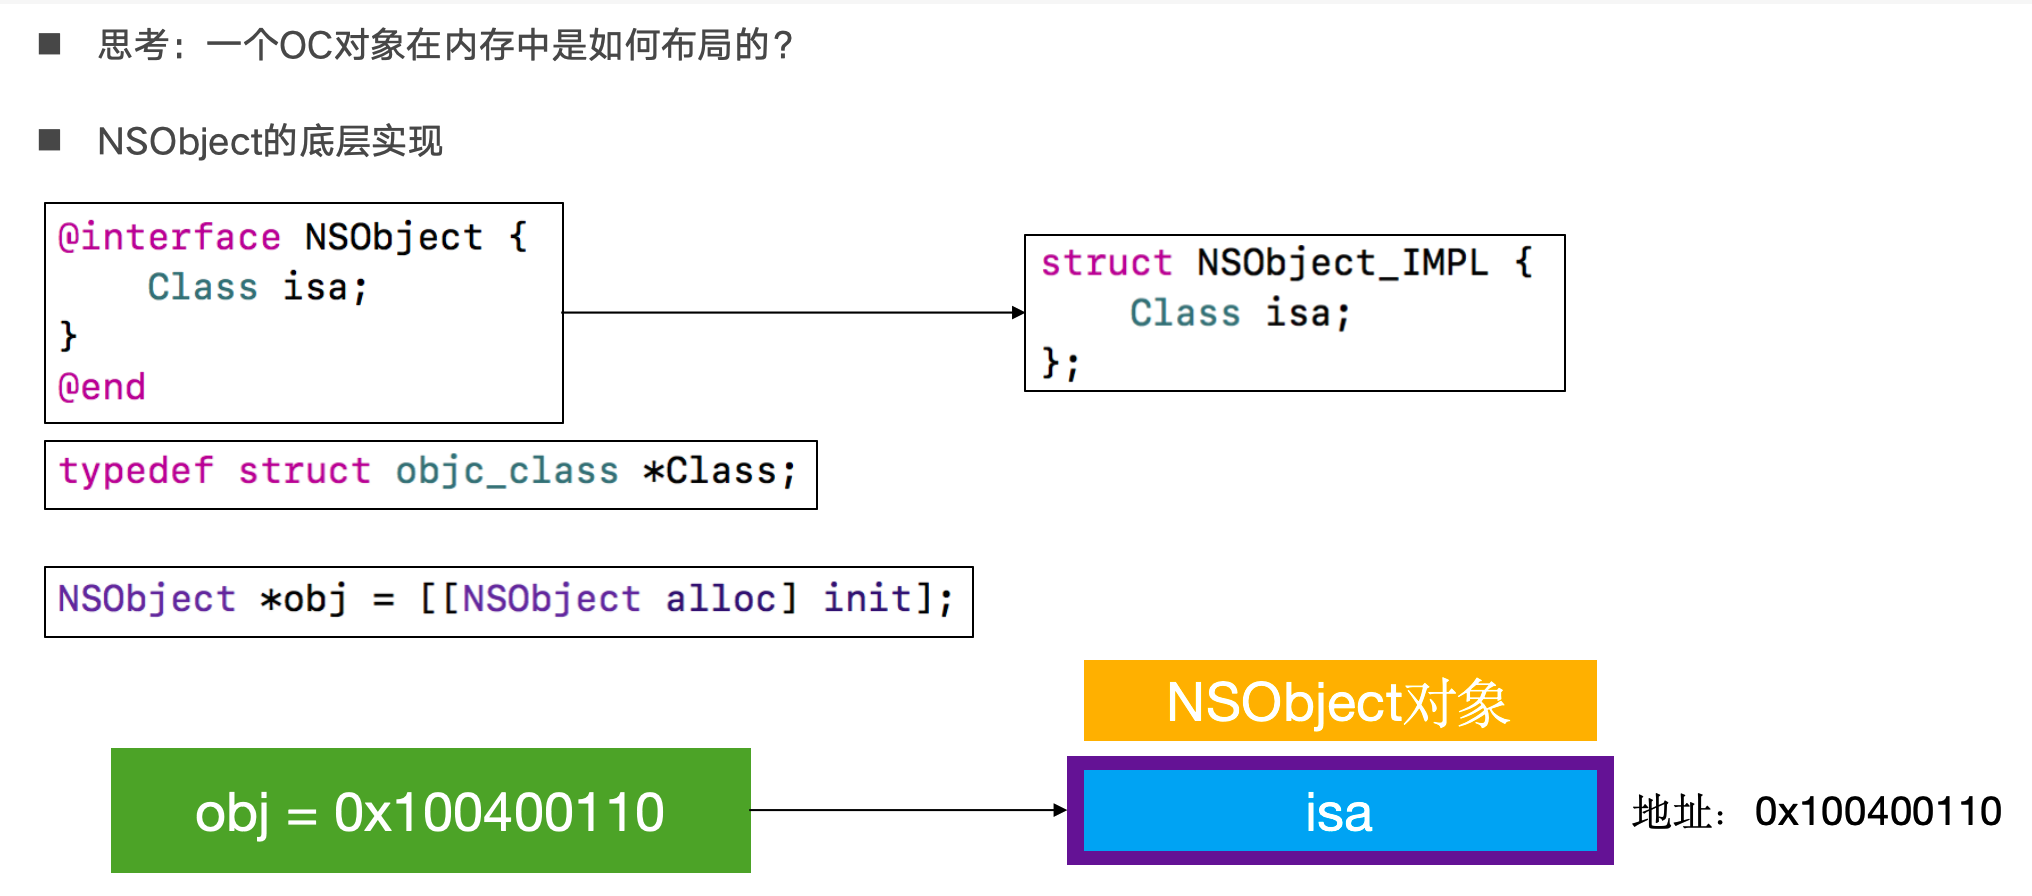 ■ 思考：一个OC对象在内存中是如何布局的？
■ NSObject的底层实现
@interface NSObject {
    Class isa;
}
@end
struct NSObject_IMPL {
    Class isa;
};
typedef struct objc_class *Class;
NSObject *obj = [[NSObject alloc] init];
NSObject对象
obj = 0x100400110
isa
地址： 0x100400110